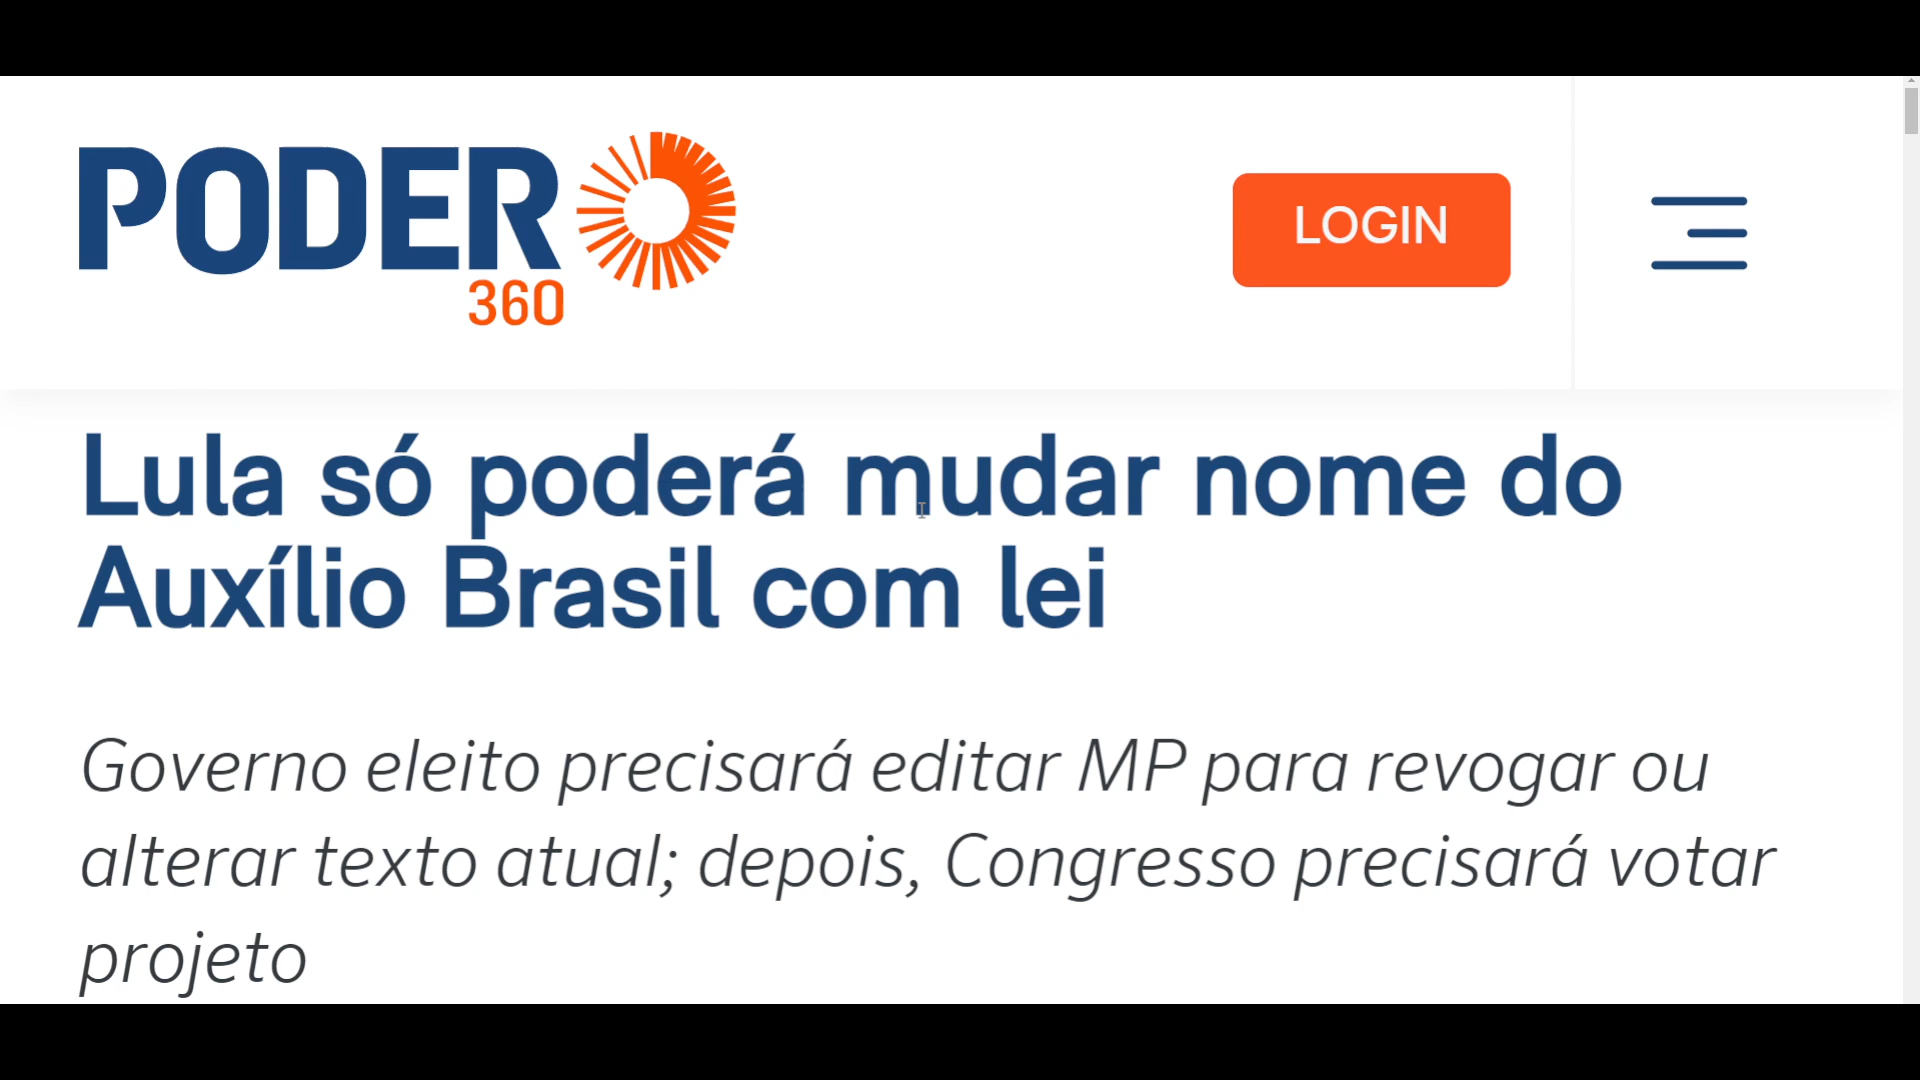 PODER
360
LOGIN
Lula só poderá mudar nome do
Auxílio Brasil com lei
Governo eleito precisará editar MP para revogar ou
alterar texto atual; depois, Congresso precisará votar
projeto